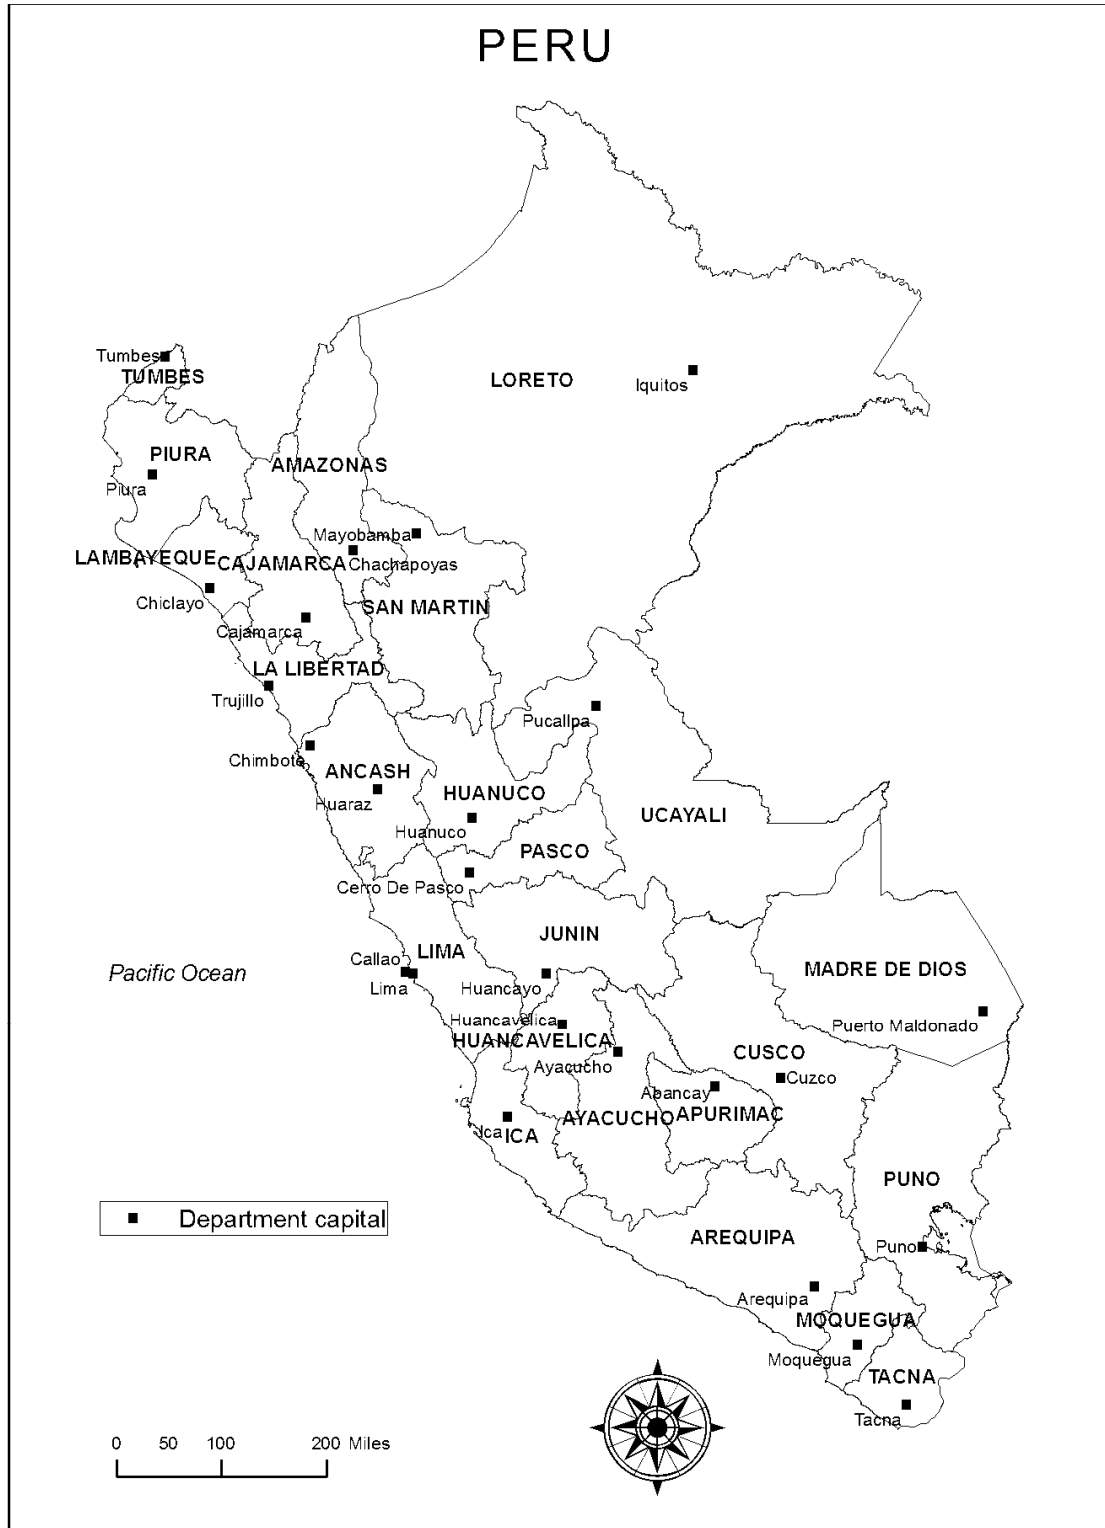 PERU
Tumbes
TUMBES
LORETO
Iquitos
PIURA
Piura
AMAZONAS
Mayobamba
LAMBAYEQUE
CAJAMARCA
Chachapoyas
Chiclayo
SAN MARTIN
Cajamarca
LA LIBERTAD
Trujillo
Pucallpa
Chimbote
ANCASH
Huaraz
HUANUCO
Huanuco
UCAYALI
PASCO
Cerro De Pasco
JUNIN
LIMA
Callao
Lima
Huancayo
Pacific Ocean
MADRE DE DIOS
Puerto Maldonado
Huancavelica
HUANCAVELICA
Ayacucho
CUSCO
Cuzco
Abancay
AYACUCHO
APURIMAC
Ica
ICA
PUNO
Department capital
AREQUIPA
Puno
Arequipa
MOQUEGUA
Moquegua
TACNA
Tacna
0 50 100 200 Miles